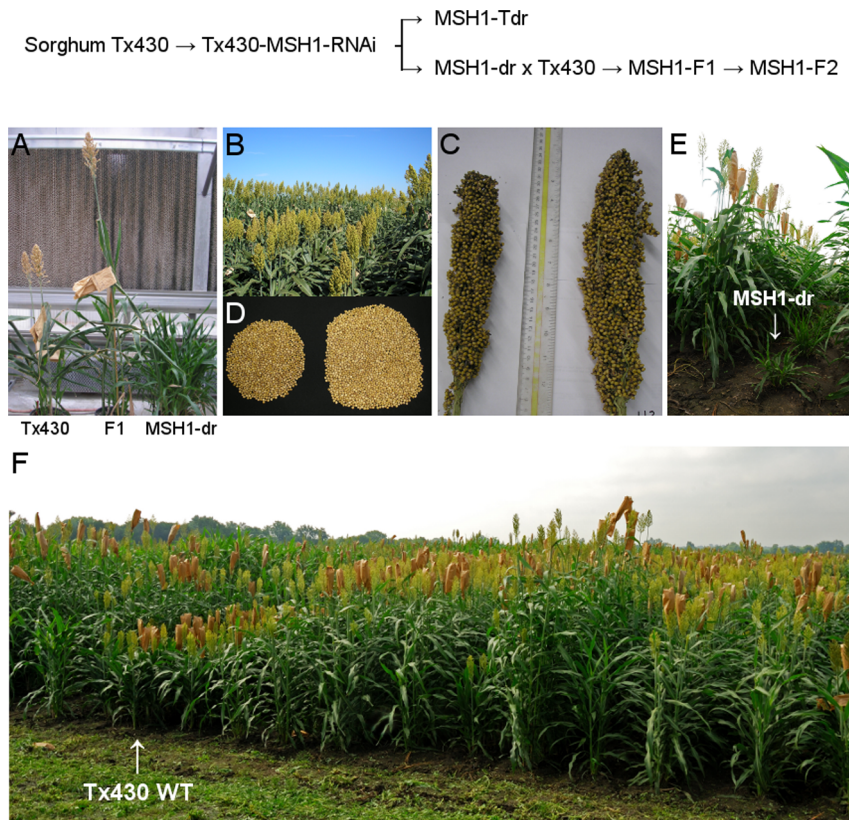 MSH1-Tdr
Sorghum Tx430 → Tx430-MSH1-RNAi
MSH1-dr x Tx430 → MSH1-F1 → MSH1-F2
A
B
C
E
D
MSH1-dr
Tx430 F1 MSH1-dr
F
Tx430 WT